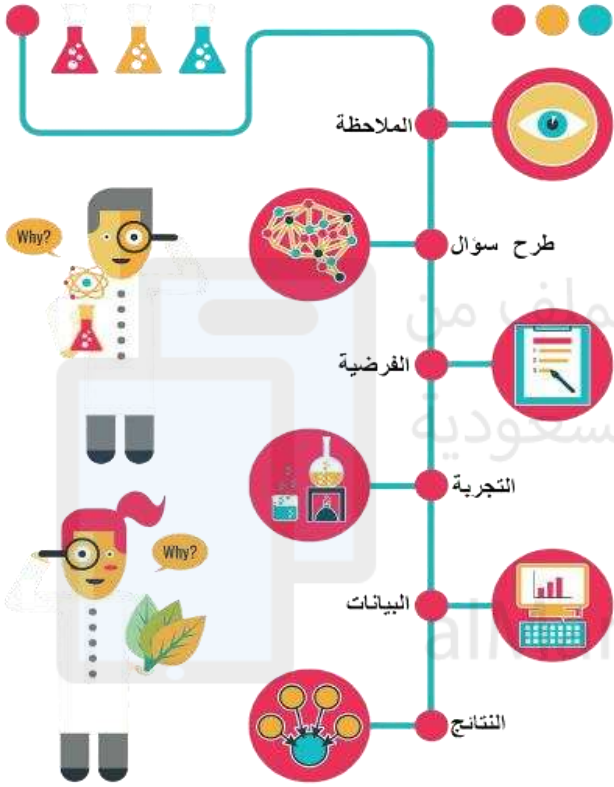 الملاحظة
Why?
طرح سؤال
الفرضية
التجربة
Why?
البيانات
النتائج